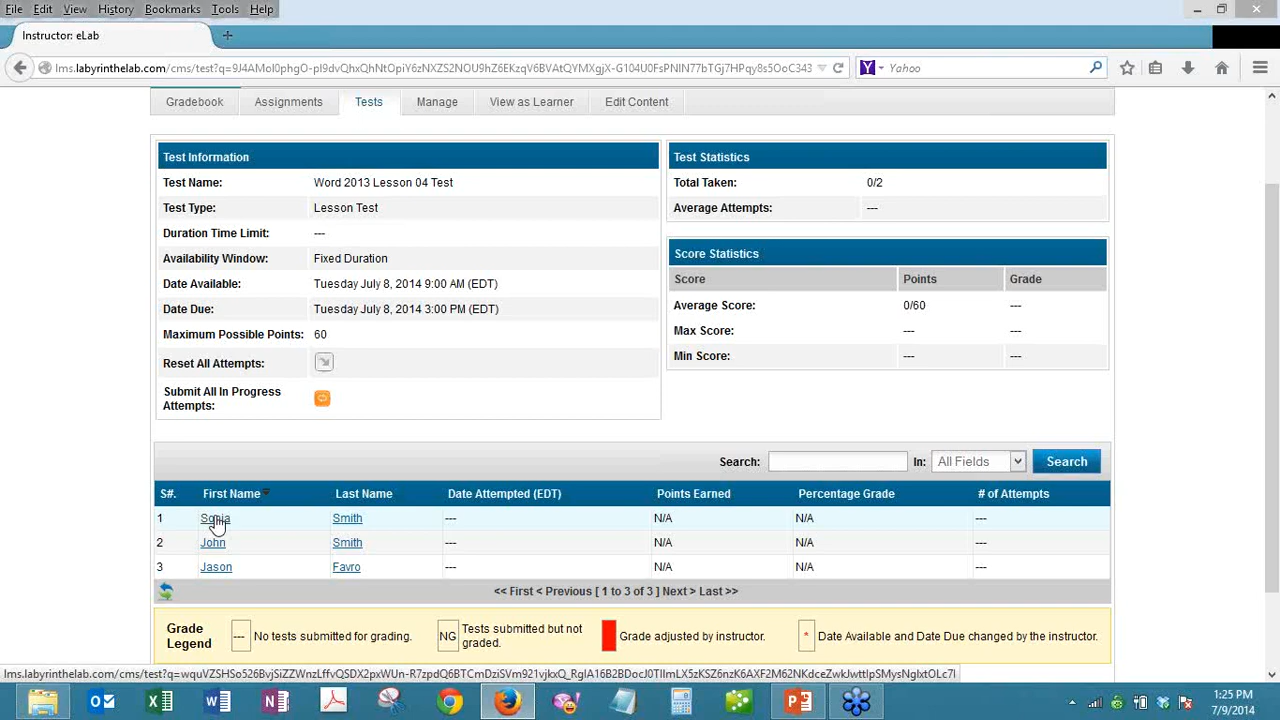 File Edit View History Bookmarks Tools Help
Instructor: eLab
Yahoo
Gradebook Assignments Tests Manage View as Learner Edit Content
Test Information
Test Name: Word 2013 Lesson 04 Test
Test Type: Lesson Test
Duration Time Limit: ---
Availability Window: Fixed Duration
Date Available: Tuesday July 8, 2014 9:00 AM (EDT)
Date Due: Tuesday July 8, 2014 3:00 PM (EDT)
Maximum Possible Points: 60
Reset All Attempts:
Submit All In Progress
Attempts:
Test Statistics
Total Taken: 0/2
Average Attempts: ---
Score Statistics
Score Points Grade
Average Score: 0/60 ---
Max Score: --- ---
Min Score: --- ---
Search: In: All Fields Search
S#. First Name Last Name Date Attempted (EDT) Points Earned Percentage Grade # of Attempts
1 Sonja Smith --- N/A N/A ---
2 John Smith --- N/A N/A ---
3 Jason Favro --- N/A N/A ---
<< First < Previous [ 1 to 3 of 3 ] Next > Last >>
Grade Legend
--- No tests submitted for grading.
NG Tests submitted but not graded.
Grade adjusted by instructor.
* Date Available and Date Due changed by the instructor.
1:25 PM
7/9/2014